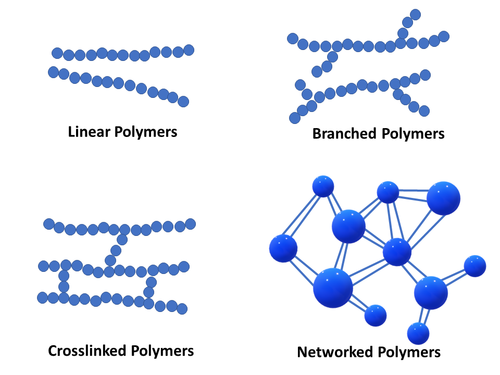 Linear Polymers
Branched Polymers
Crosslinked Polymers
Networked Polymers